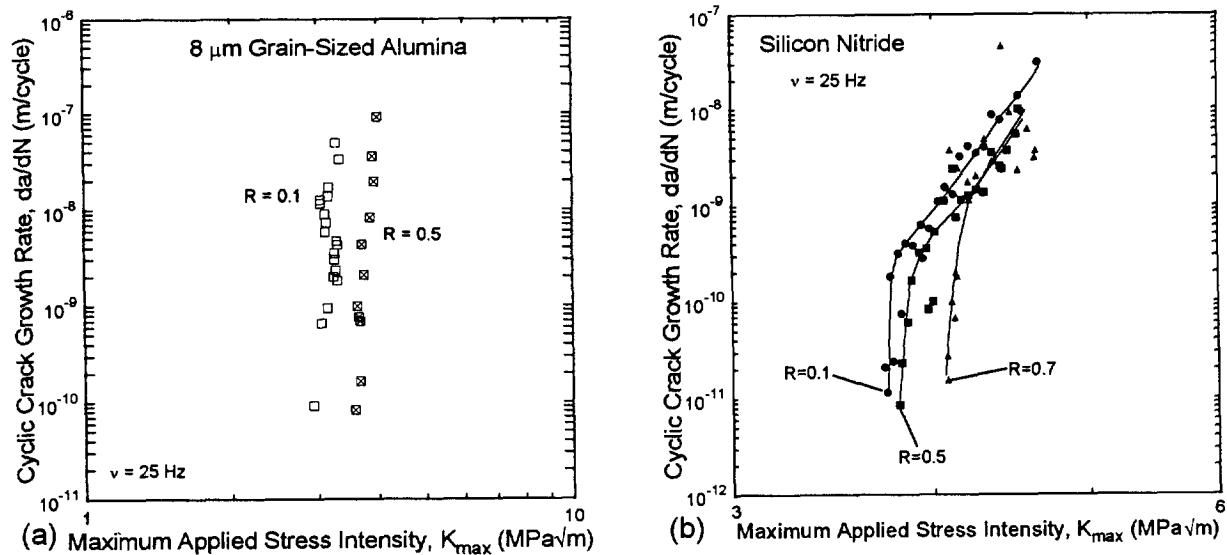 8 μm Grain-Sized Alumina
R = 0.1
R = 0.5
ν = 25 Hz
Cyclic Crack Growth Rate, da/dN (m/cycle)
10⁻⁶
10⁻⁷
10⁻⁸
10⁻⁹
10⁻¹⁰
10⁻¹¹
1
10
(a) Maximum Applied Stress Intensity, Kmax (MPa√m)
Silicon Nitride
ν = 25 Hz
R=0.1
R=0.7
R=0.5
Cyclic Crack Growth Rate, da/dN (m/cycle)
10⁻⁷
10⁻⁸
10⁻⁹
10⁻¹⁰
10⁻¹¹
10⁻¹²
3
6
(b) Maximum Applied Stress Intensity, Kmax (MPa√m)